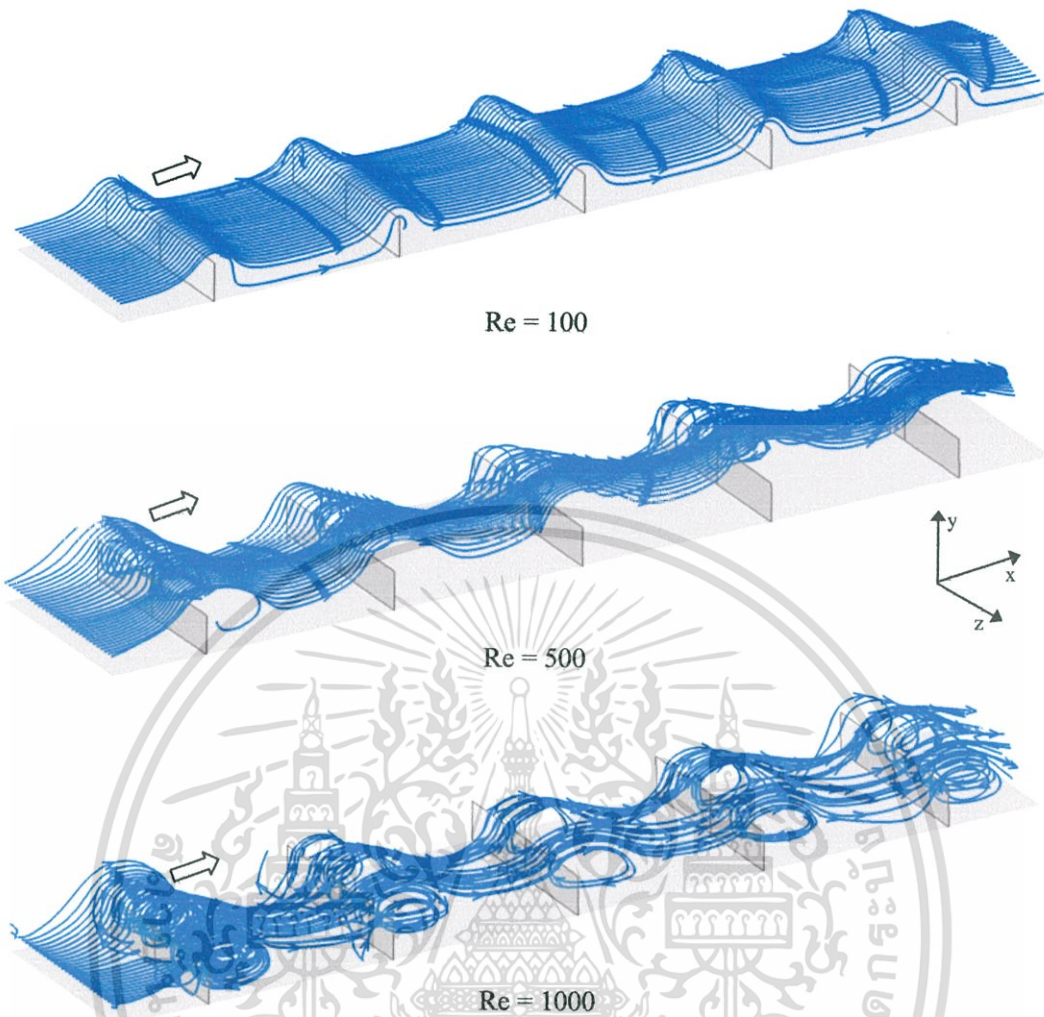 Re = 100
y
x
z
Re = 500
Re = 1000